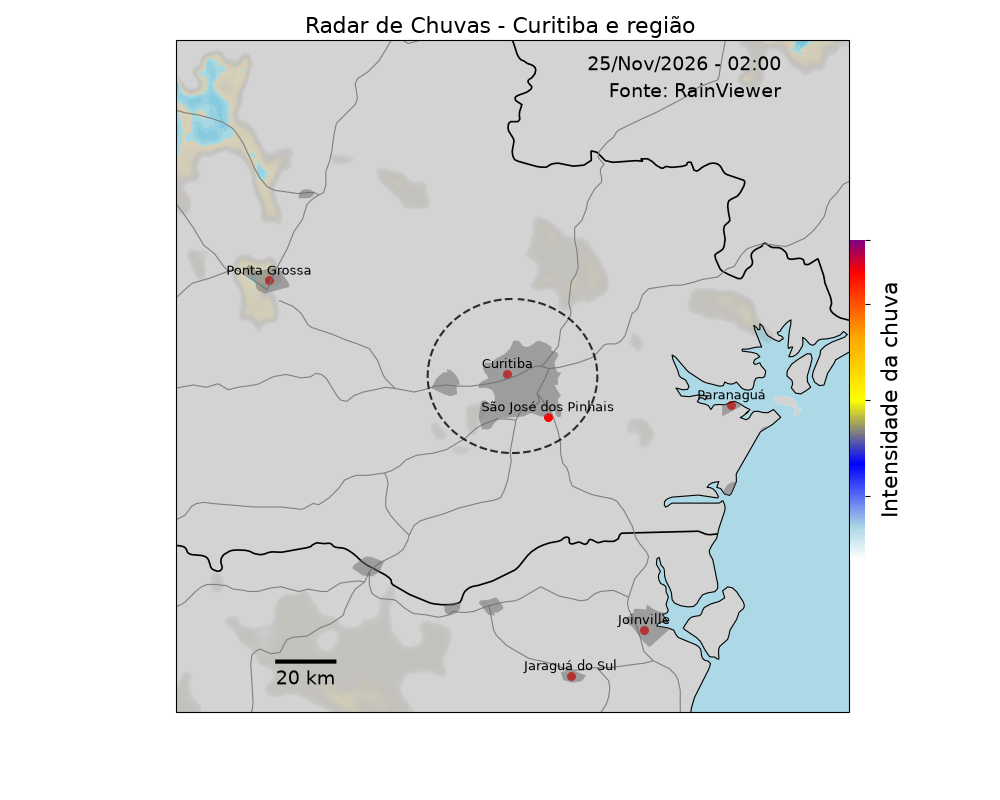 Radar de Chuvas - Curitiba e região
25/Nov/2026 - 02:00
Fonte: RainViewer
Ponta Grossa
Curitiba
Paranaguá
São José dos Pinhais
Intensidade da chuva
Joinville
Jaraguá do Sul
20 km